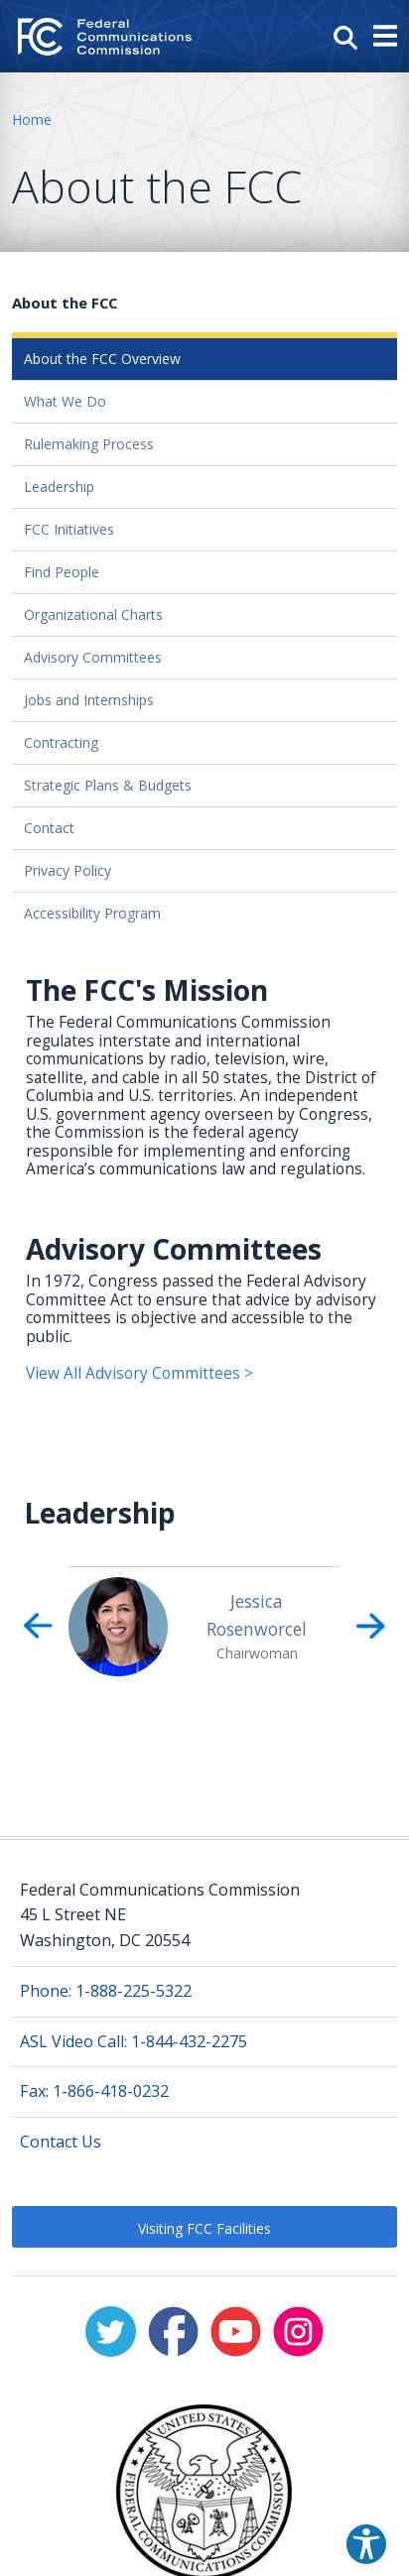 Federal
Communications
Commission
Home
About the FCC
About the FCC
About the FCC Overview
What We Do
Rulemaking Process
Leadership
FCC Initiatives
Find People
Organizational Charts
Advisory Committees
Jobs and Internships
Contracting
Strategic Plans & Budgets
Contact
Privacy Policy
Accessibility Program
The FCC's Mission
The Federal Communications Commission
regulates interstate and international
communications by radio, television, wire,
satellite, and cable in all 50 states, the District of
Columbia and U.S. territories. An independent
U.S. government agency overseen by Congress,
the Commission is the federal agency
responsible for implementing and enforcing
America’s communications law and regulations.
Advisory Committees
In 1972, Congress passed the Federal Advisory
Committee Act to ensure that advice by advisory
committees is objective and accessible to the
public.
View All Advisory Committees >
Leadership
Jessica
Rosenworcel
Chairwoman
Federal Communications Commission
45 L Street NE
Washington, DC 20554
Phone: 1-888-225-5322
ASL Video Call: 1-844-432-2275
Fax: 1-866-418-0232
Contact Us
Visiting FCC Facilities
UNITED STATES
FEDERAL COMMUNICATIONS COMMISSION